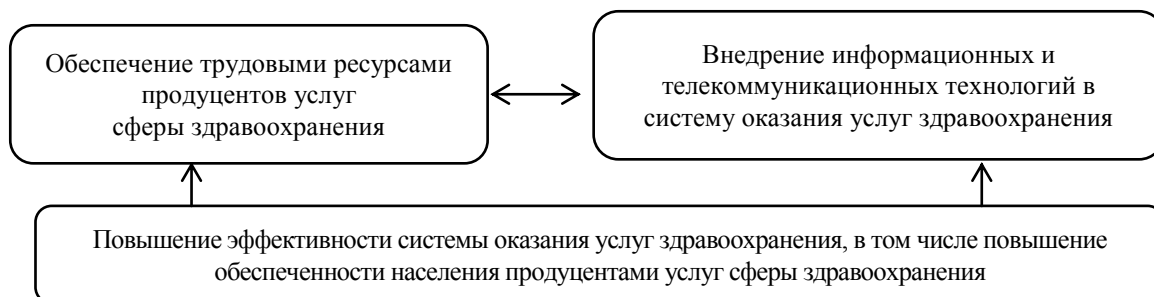 Обеспечение трудовыми ресурсами
продуцентов услуг
сферы здравоохранения
Внедрение информационных и
телекоммуникационных технологий в
систему оказания услуг здравоохранения
Повышение эффективности системы оказания услуг здравоохранения, в том числе повышение
обеспеченности населения продуцентами услуг сферы здравоохранения